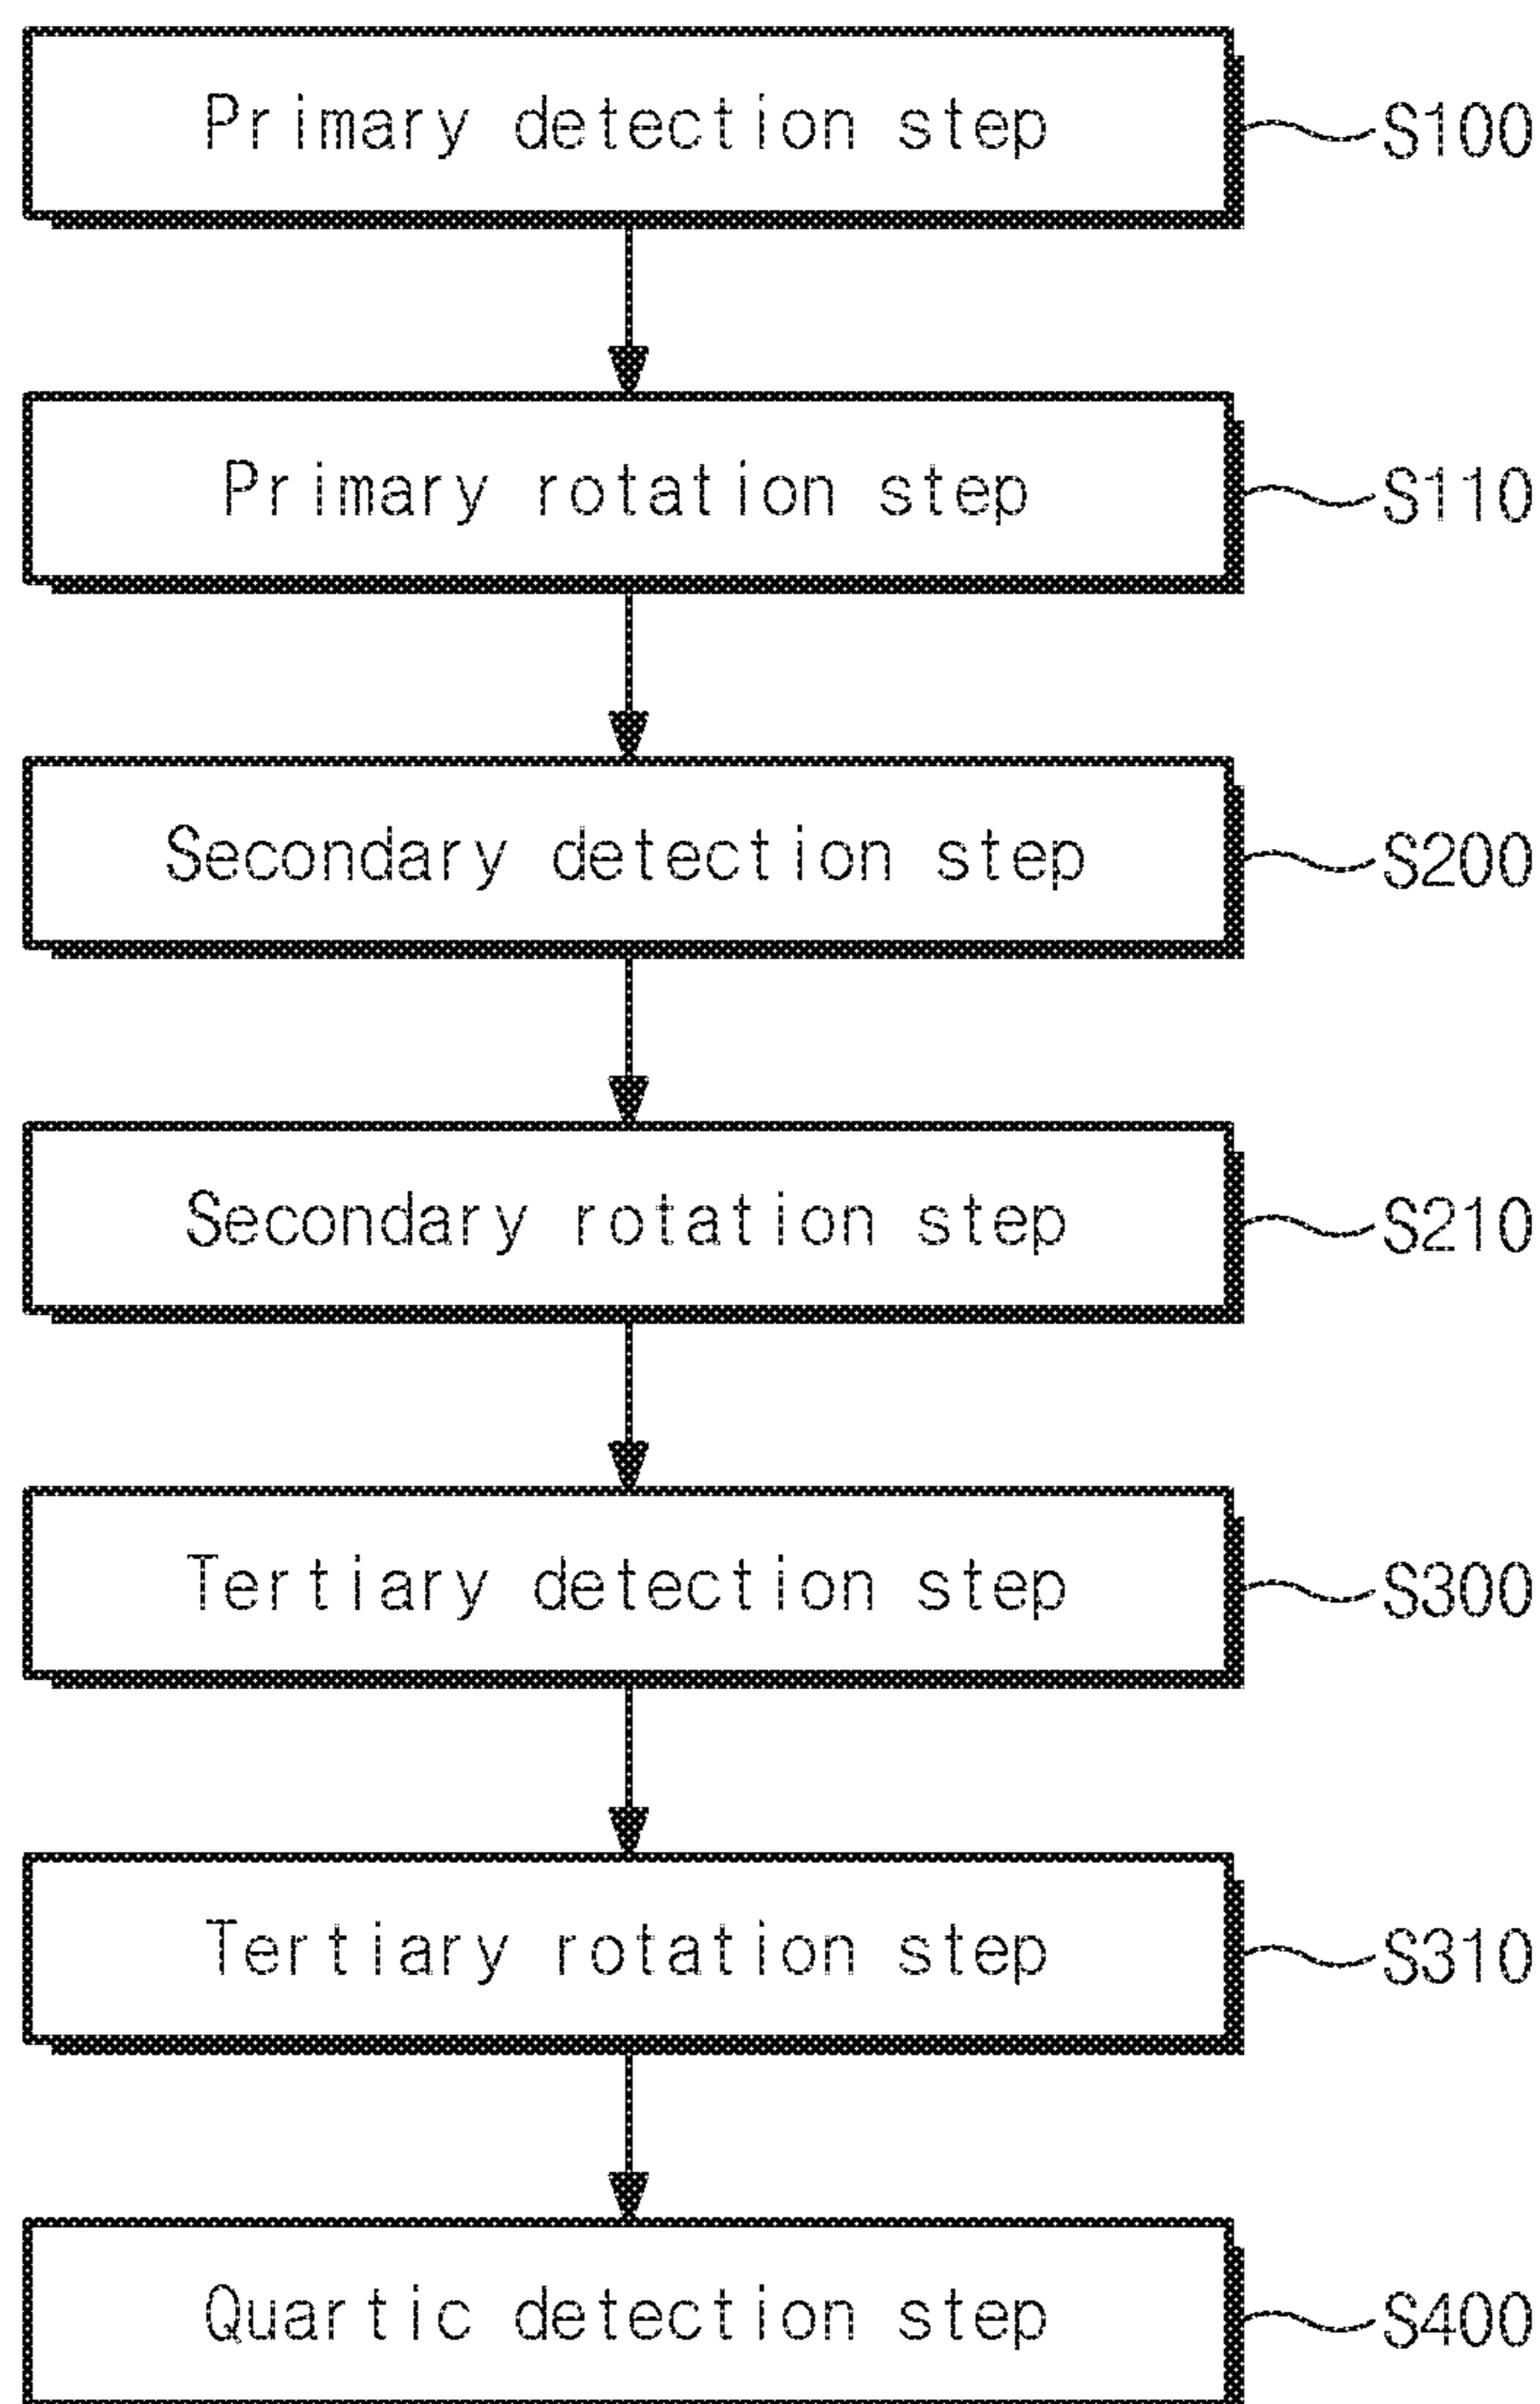 Primary detection step S100
Primary rotation step S110
Secondary detection step S200
Secondary rotation step S210
Tertiary detection step S300
Tertiary rotation step S310
Quartic detection step S400